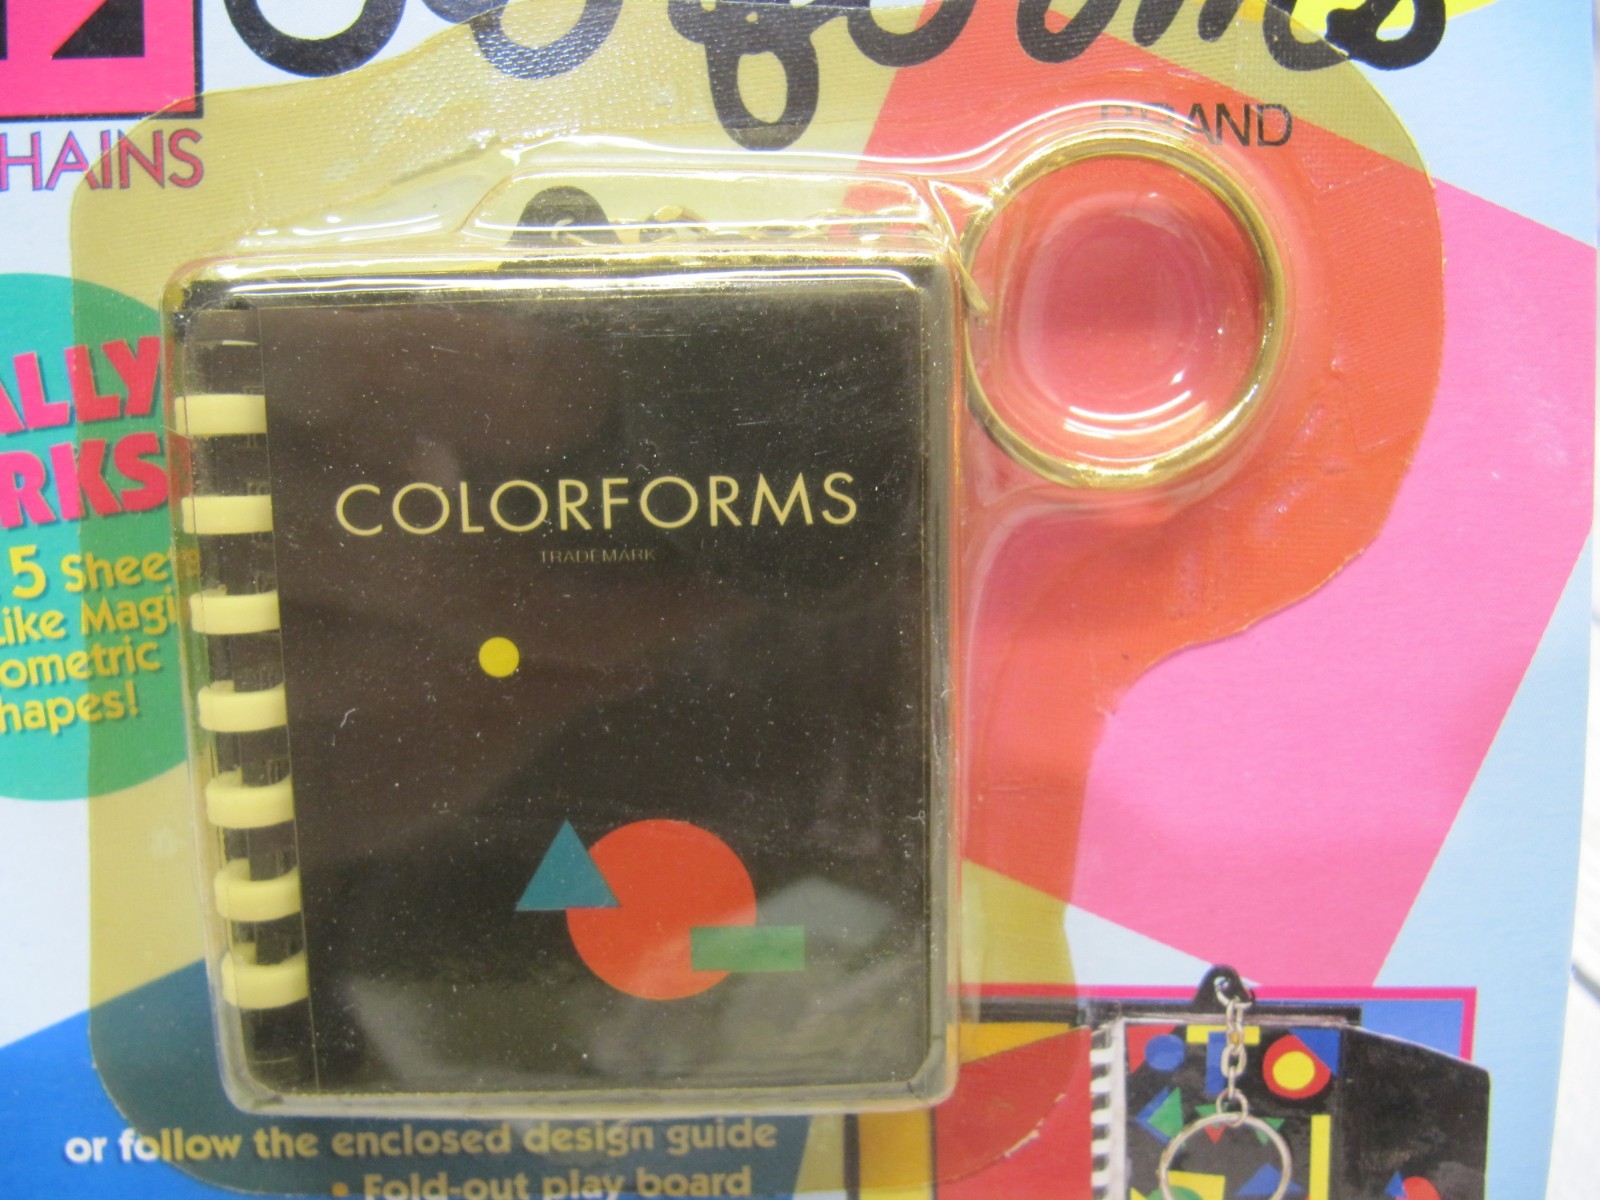 BRAND
HAINS
ALLY
RKS
5 Sheets
Like Magi
ometric
hapes!
COLORFORMS
TRADEMARK
or follow the enclosed design guide
• Fold-out play board